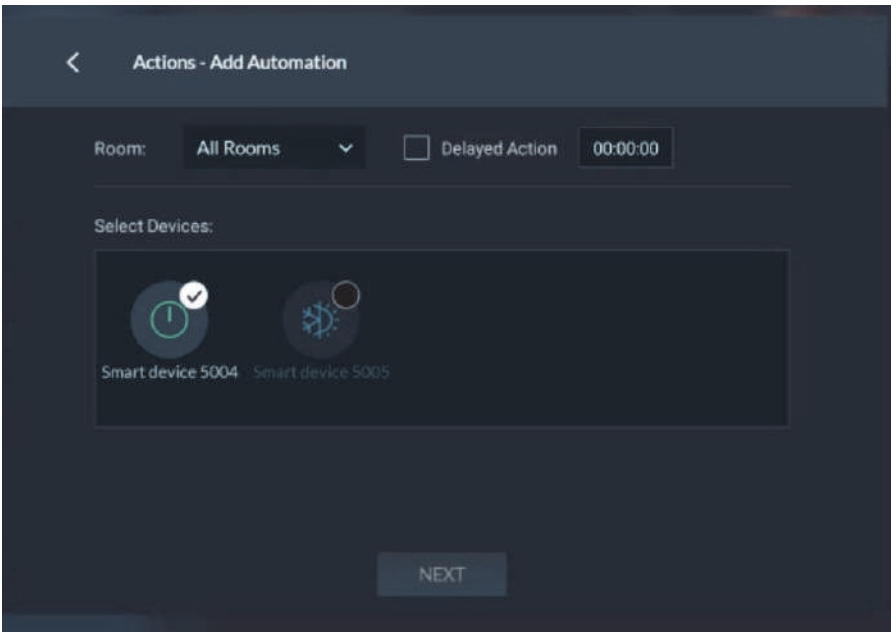 Actions - Add Automation
Room: All Rooms Delayed Action 00:00:00
Select Devices:
Smart device 5004 Smart device 5005
NEXT